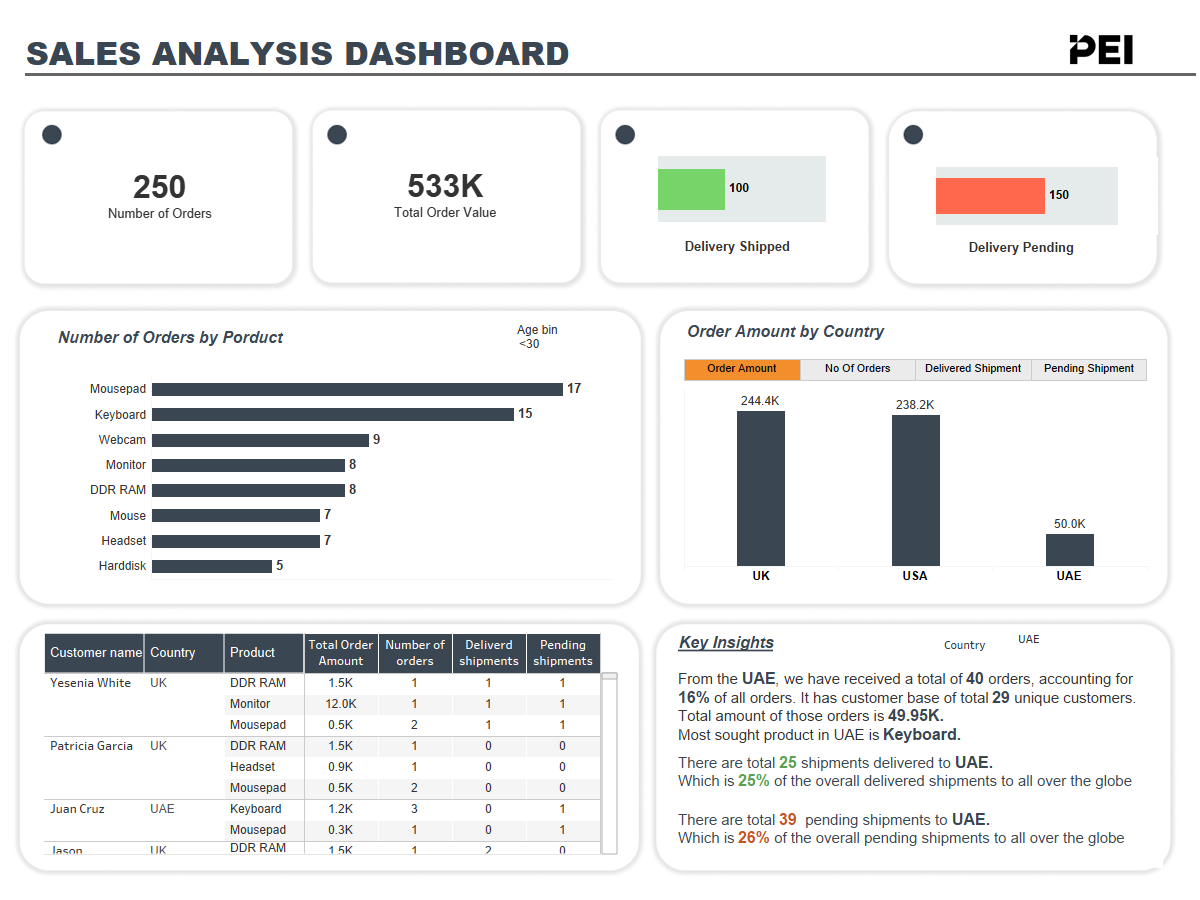 SALES ANALYSIS DASHBOARD
PEI
250
Number of Orders
533K
Total Order Value
100
Delivery Shipped
150
Delivery Pending
Number of Orders by Porduct
Age bin
<30
Mousepad 17
Keyboard 15
Webcam 9
Monitor 8
DDR RAM 8
Mouse 7
Headset 7
Harddisk 5
Order Amount by Country
Order Amount No Of Orders Delivered Shipment Pending Shipment
244.4K 238.2K 50.0K
UK USA UAE
Customer name Country Product Total Order Amount Number of orders Deliverd shipments Pending shipments
Yesenia White UK DDR RAM 1.5K 1 1 1
Monitor 12.0K 1 1 1
Mousepad 0.5K 2 1 1
Patricia Garcia UK DDR RAM 1.5K 1 0 0
Headset 0.9K 1 0 0
Mousepad 0.5K 2 0 0
Juan Cruz UAE Keyboard 1.2K 3 0 1
Mousepad 0.3K 1 0 1
Jason UK DDR RAM 1.5K 1 2 0
Key Insights
Country UAE
From the UAE, we have received a total of 40 orders, accounting for
16% of all orders. It has customer base of total 29 unique customers.
Total amount of those orders is 49.95K.
Most sought product in UAE is Keyboard.
There are total 25 shipments delivered to UAE.
Which is 25% of the overall delivered shipments to all over the globe
There are total 39 pending shipments to UAE.
Which is 26% of the overall pending shipments to all over the globe